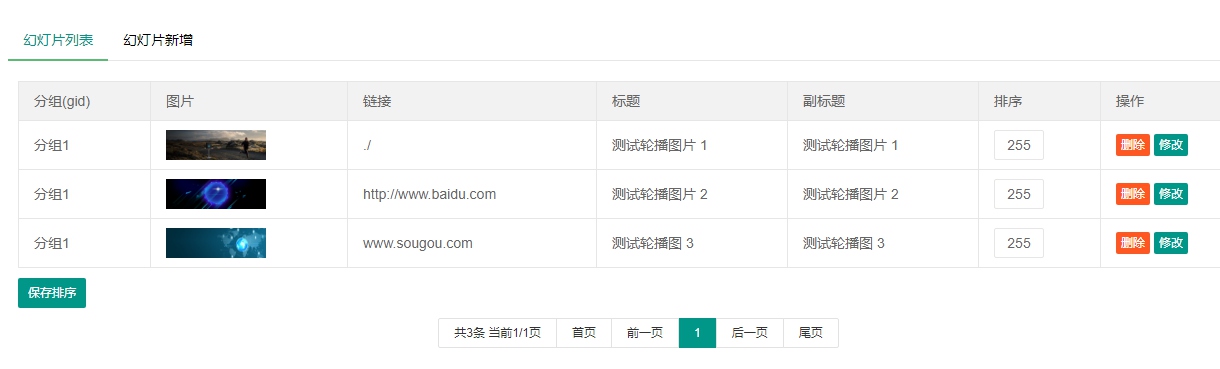 幻灯片列表 幻灯片新增
分组(gid) 图片 链接 标题 副标题 排序 操作
分组1 ./ 测试轮播图片 1 测试轮播图片 1 255 删除 修改
分组1 http://www.baidu.com 测试轮播图片 2 测试轮播图片 2 255 删除 修改
分组1 www.sougou.com 测试轮播图 3 测试轮播图 3 255 删除 修改
保存排序
共3条 当前1/1页 首页 前一页 1 后一页 尾页